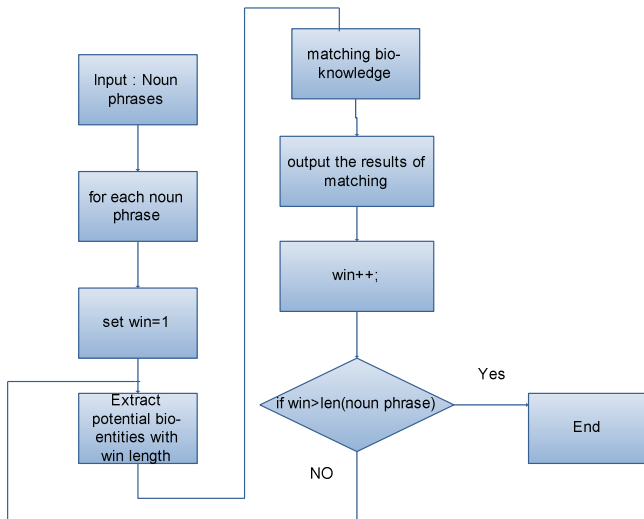 Input : Noun
phrases
for each noun
phrase
set win=1
Extract
potential bio-
entities with
win length
matching bio-
knowledge
output the results of
matching
win++;
if win>len(noun phrase)
Yes
End
NO